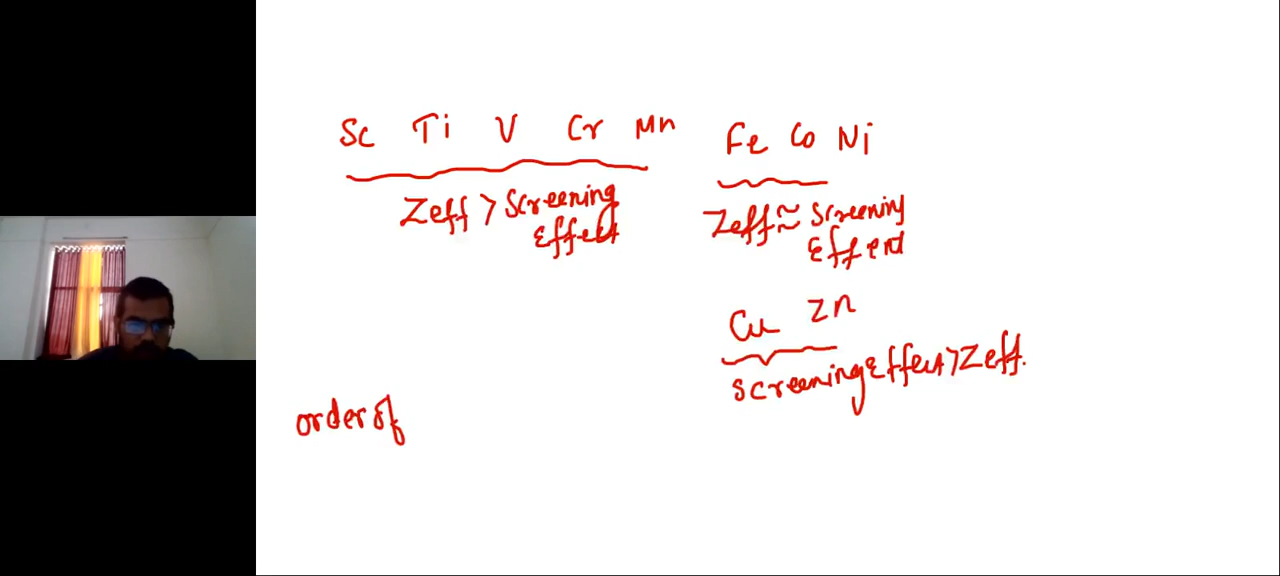 Sc Ti V Cr Mn Fe Co Ni
Zeff > Screening
Effect
Zeff ≈ Screening
Effect
Cu Zn
Screening Effect > Zeff.
order of